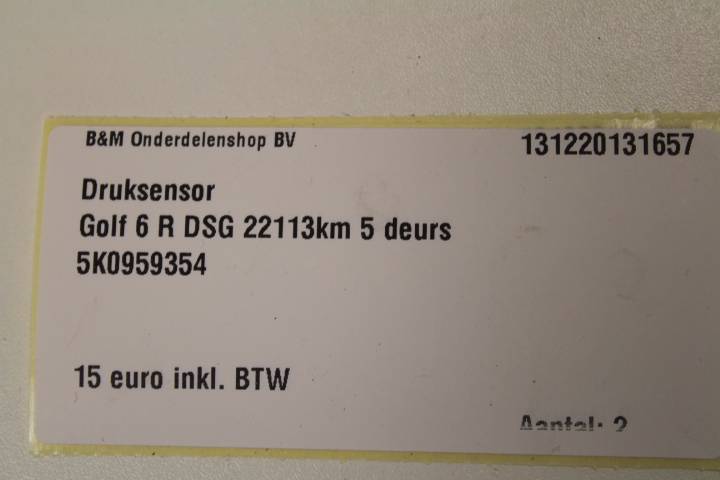 B&M Onderdelenshop BV 131220131657
Druksensor
Golf 6 R DSG 22113km 5 deurs
5K0959354
15 euro inkl. BTW
Aantal: 2